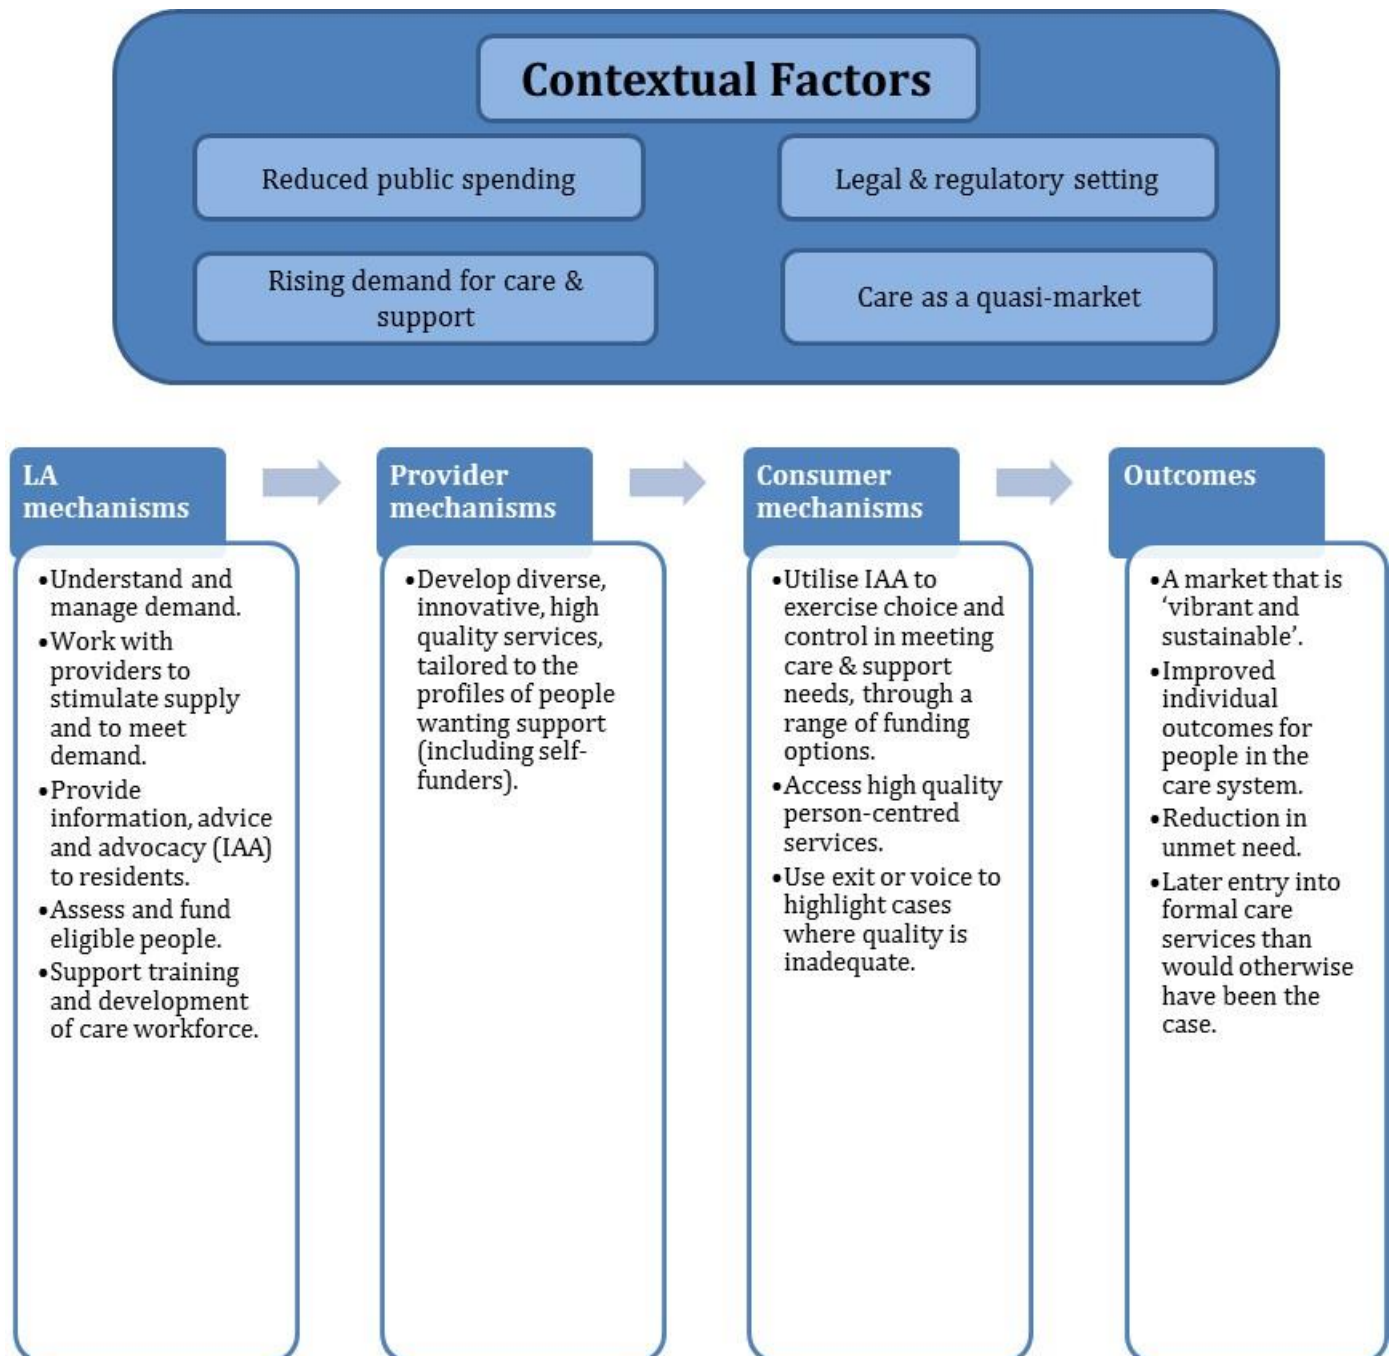 Contextual Factors
Reduced public spending
Legal & regulatory setting
Rising demand for care &
support
Care as a quasi-market
LA
mechanisms
•Understand and
manage demand.
•Work with
providers to
stimulate supply
and to meet
demand.
•Provide
information, advice
and advocacy (IAA)
to residents.
•Assess and fund
eligible people.
•Support training
and development
of care workforce.
Provider
mechanisms
•Develop diverse,
innovative, high
quality services,
tailored to the
profiles of people
wanting support
(including self-
funders).
Consumer
mechanisms
•Utilise IAA to
exercise choice and
control in meeting
care & support
needs, through a
range of funding
options.
•Access high quality
person-centred
services.
•Use exit or voice to
highlight cases
where quality is
inadequate.
Outcomes
•A market that is
‘vibrant and
sustainable’.
•Improved
individual
outcomes for
people in the
care system.
•Reduction in
unmet need.
•Later entry into
formal care
services than
would otherwise
have been the
case.